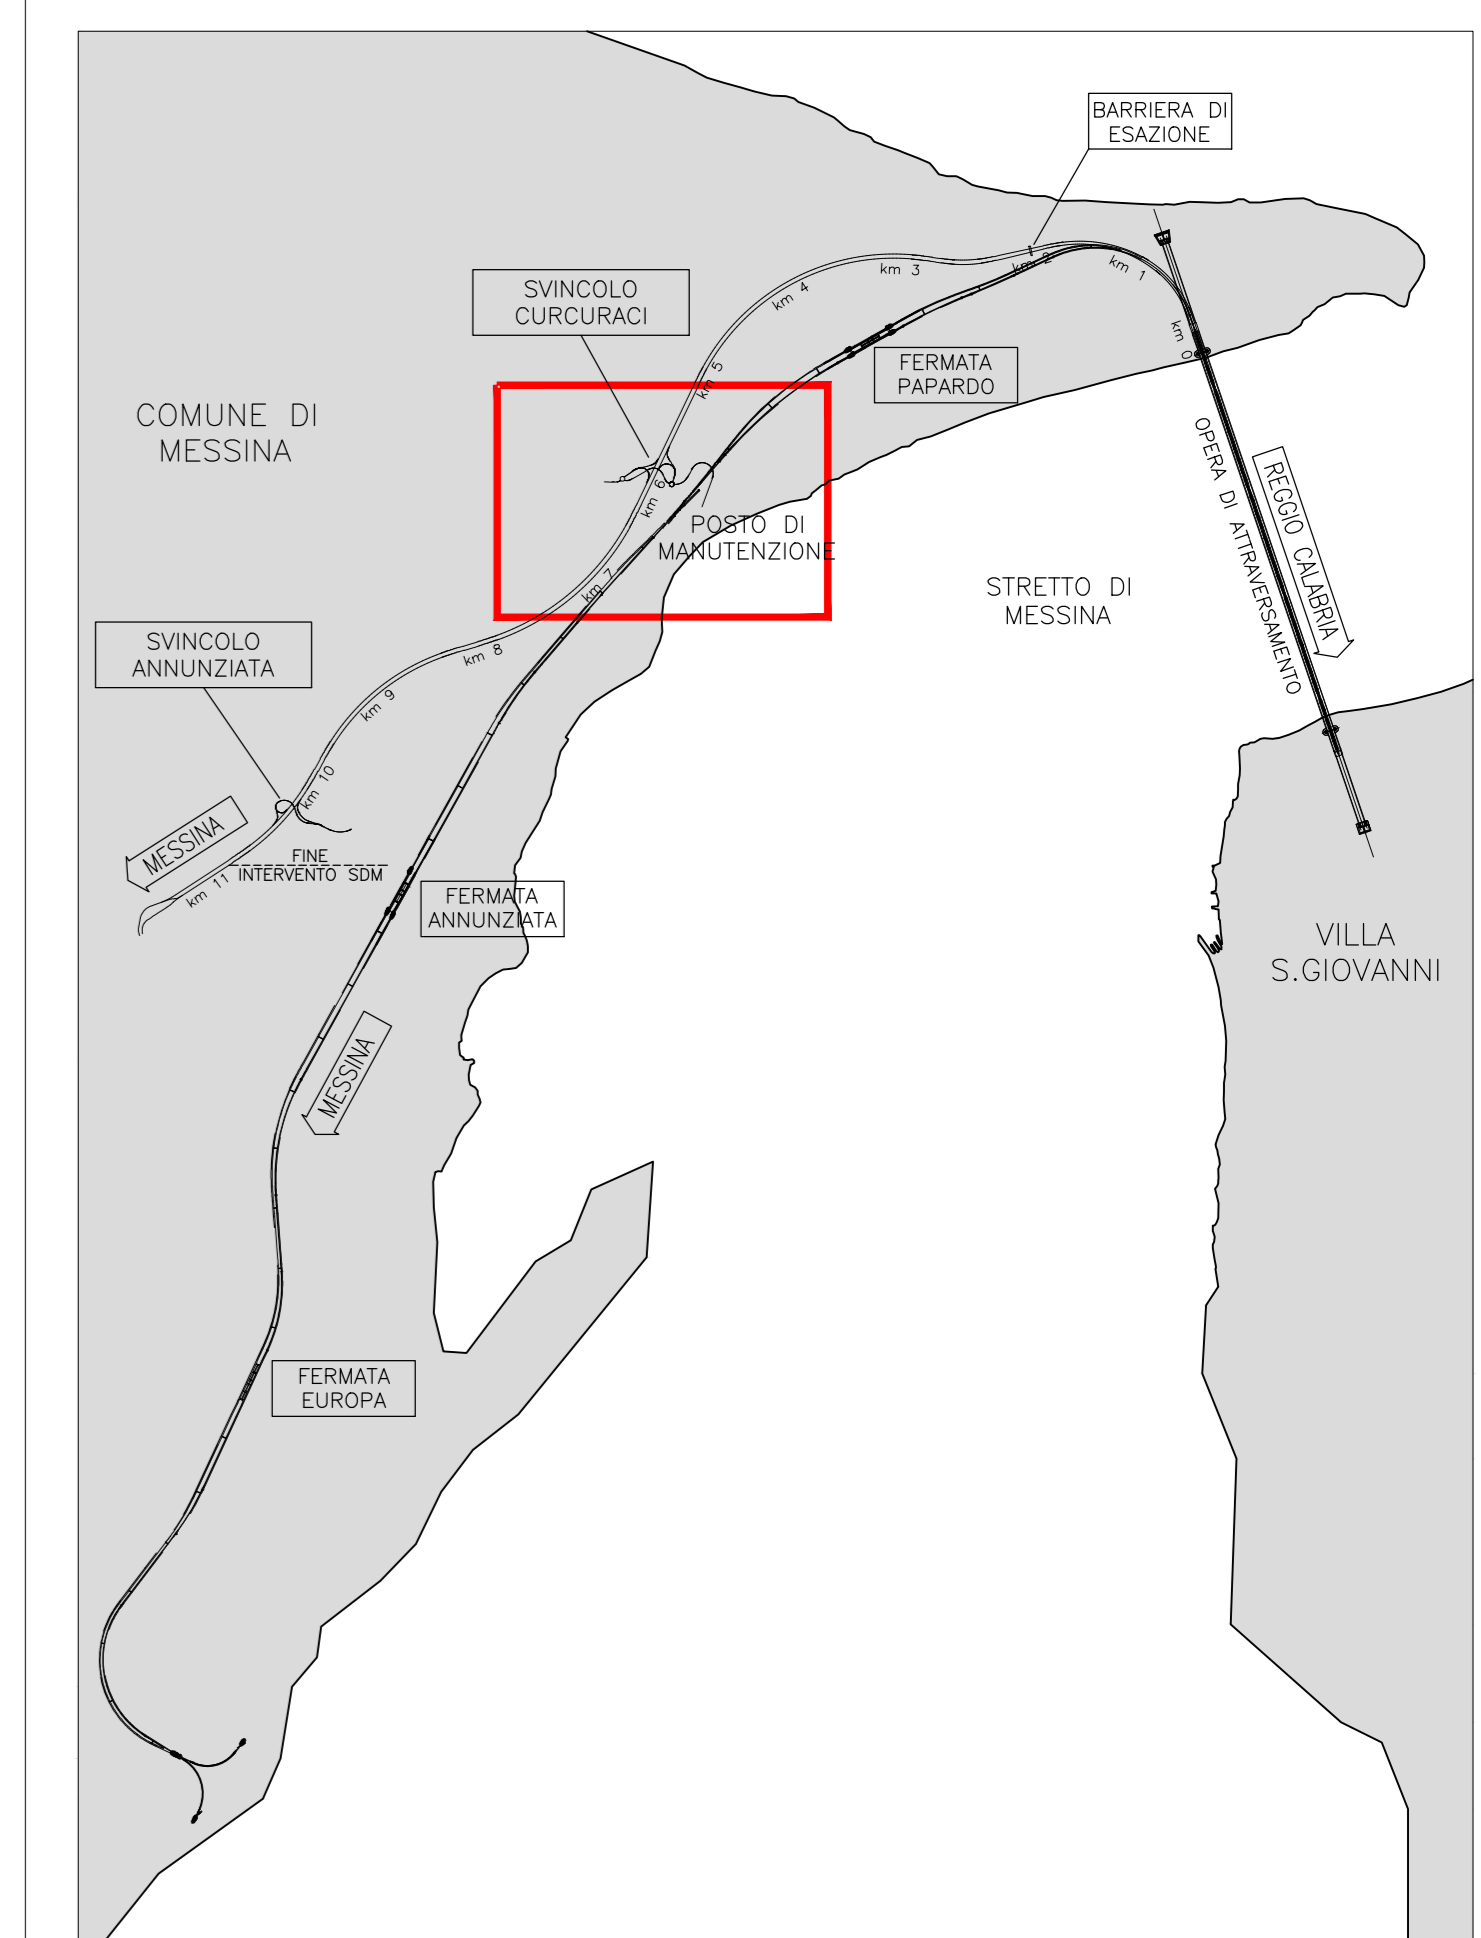 BARRIERA DI
ESAZIONE
km 2
km 1
km 3
km 4
km 0
SVINCOLO
CURCURACI
km 5
FERMATA
PAPARDO
COMUNE DI
MESSINA
km 6
POSTO DI
MANUTENZIONE
OPERA DI ATTRAVERSAMENTO
REGGIO CALABRIA
STRETTO DI
MESSINA
km 7
SVINCOLO
ANNUNZIATA
km 8
km 9
km 10
MESSINA
FINE
INTERVENTO SDM
km 11
FERMATA
ANNUNZIATA
VILLA
S.GIOVANNI
MESSINA
FERMATA
EUROPA